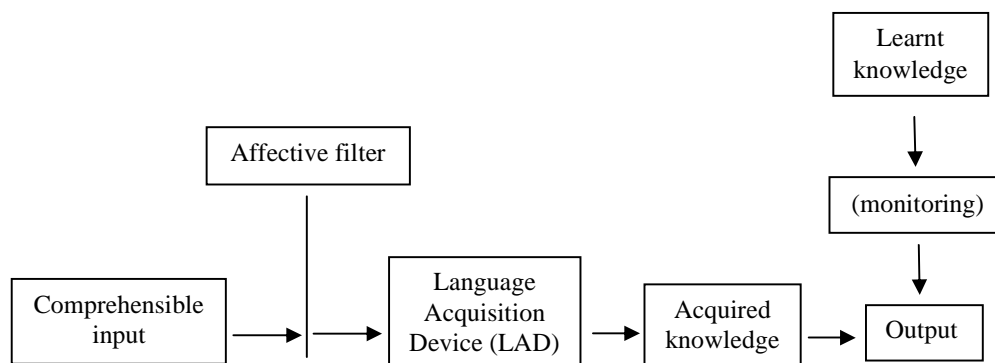 Learnt
knowledge
Affective filter
(monitoring)
Comprehensible
input
Language
Acquisition
Device (LAD)
Acquired
knowledge
Output